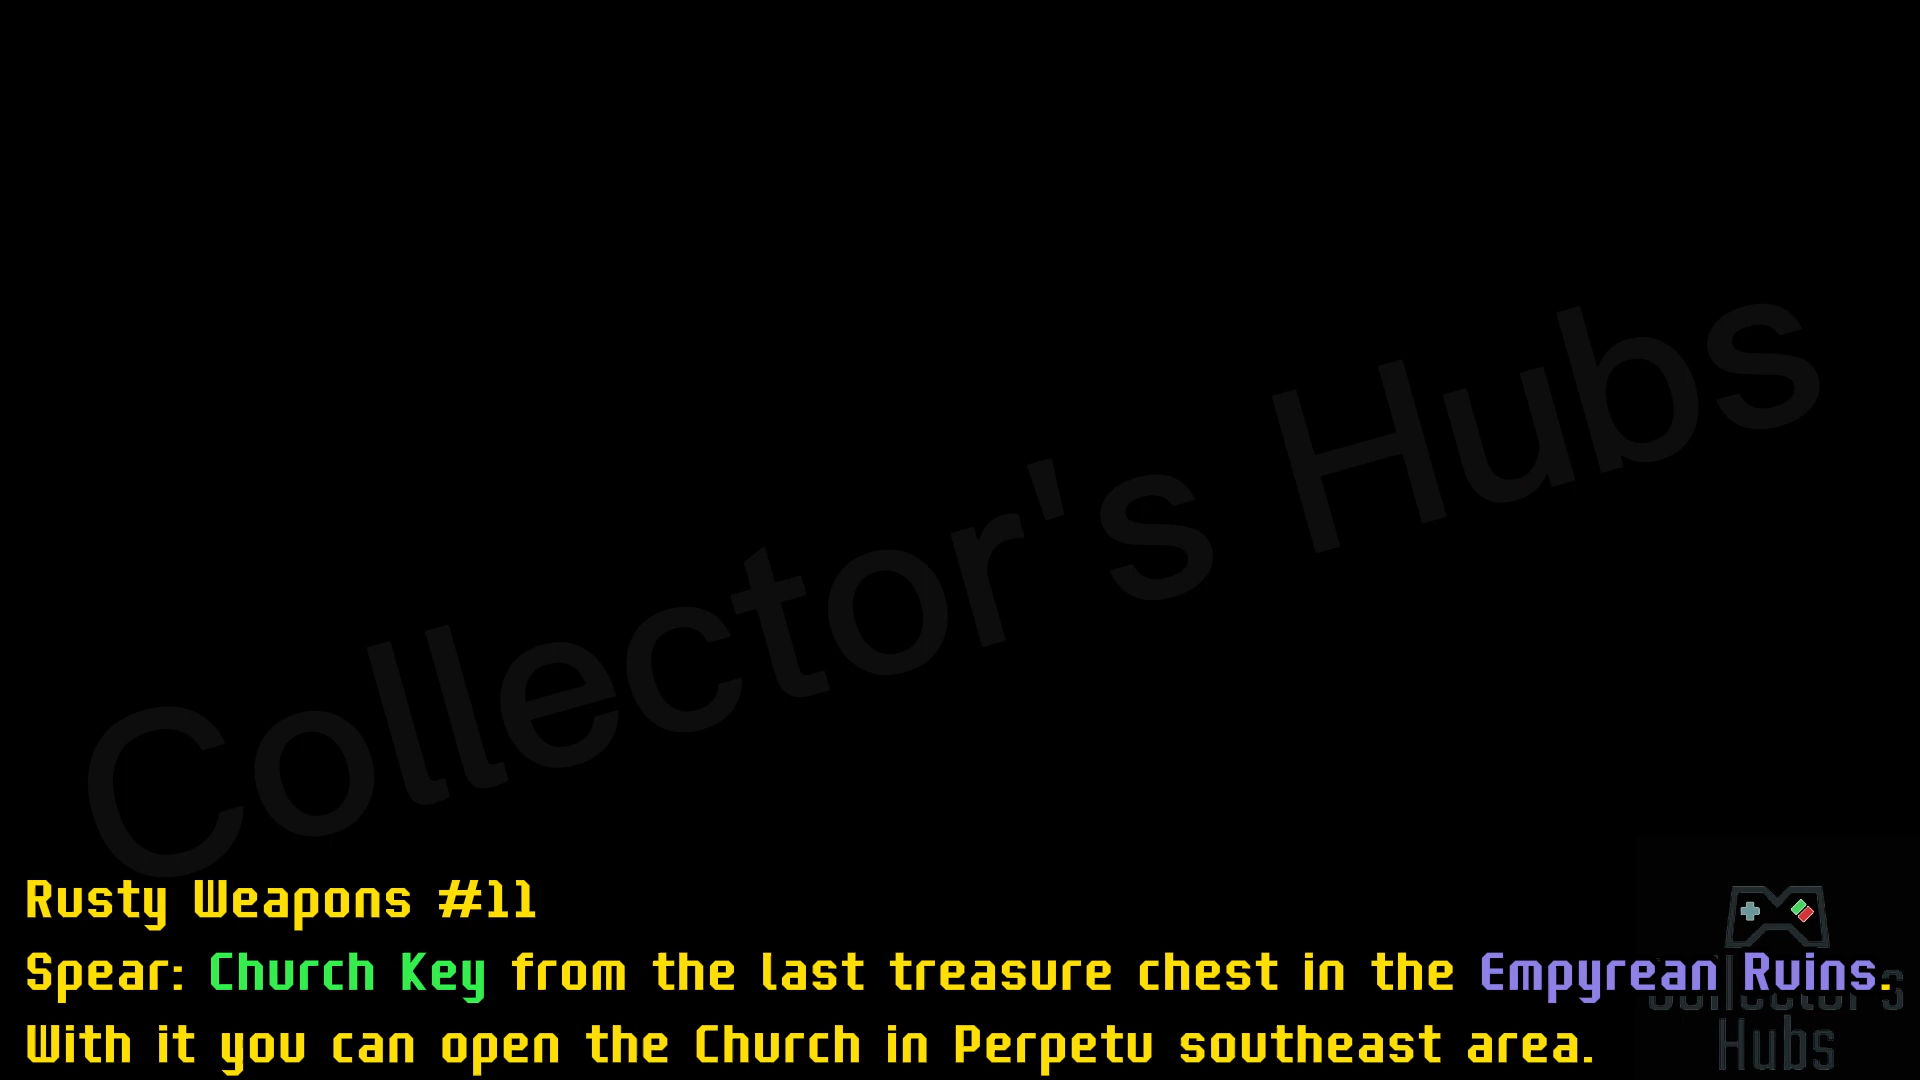 Collector's Hubs
Rusty Weapons #11
Spear: Church Key from the last treasure chest in the Empyrean Ruins.
With it you can open the Church in Perpetu southeast area.
Collector's
Hubs